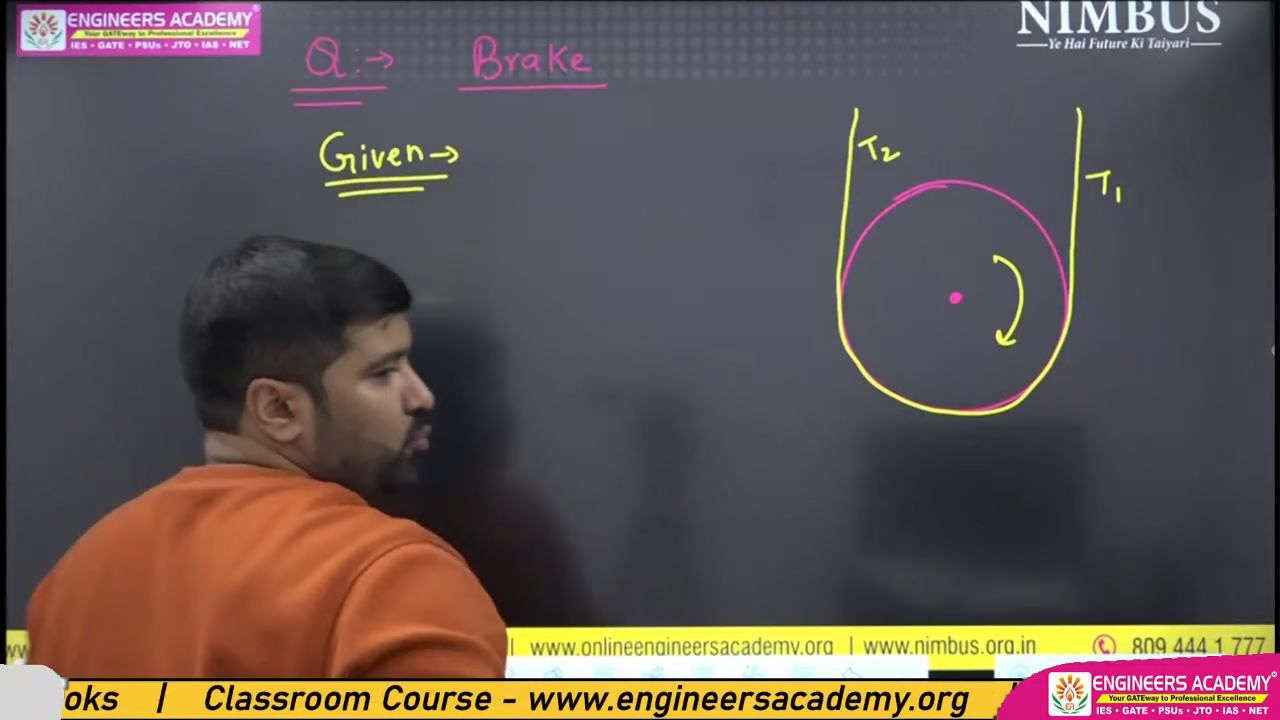 ENGINEERS ACADEMY
Your GATEway to Professional Excellence
IES • GATE • PSUs • JTO • IAS • NET
NIMBUS
Ye Hai Future Ki Taiyari
Q:→ Brake
Given→
T2
T1
| www.onlineengineersacademy.org | www.nimbus.org.in 809 444 1 777
oks | Classroom Course - www.engineersacademy.org
ENGINEERS ACADEMY
Your GATEway to Professional Excellence
IES • GATE • PSUs • JTO • IAS • NET